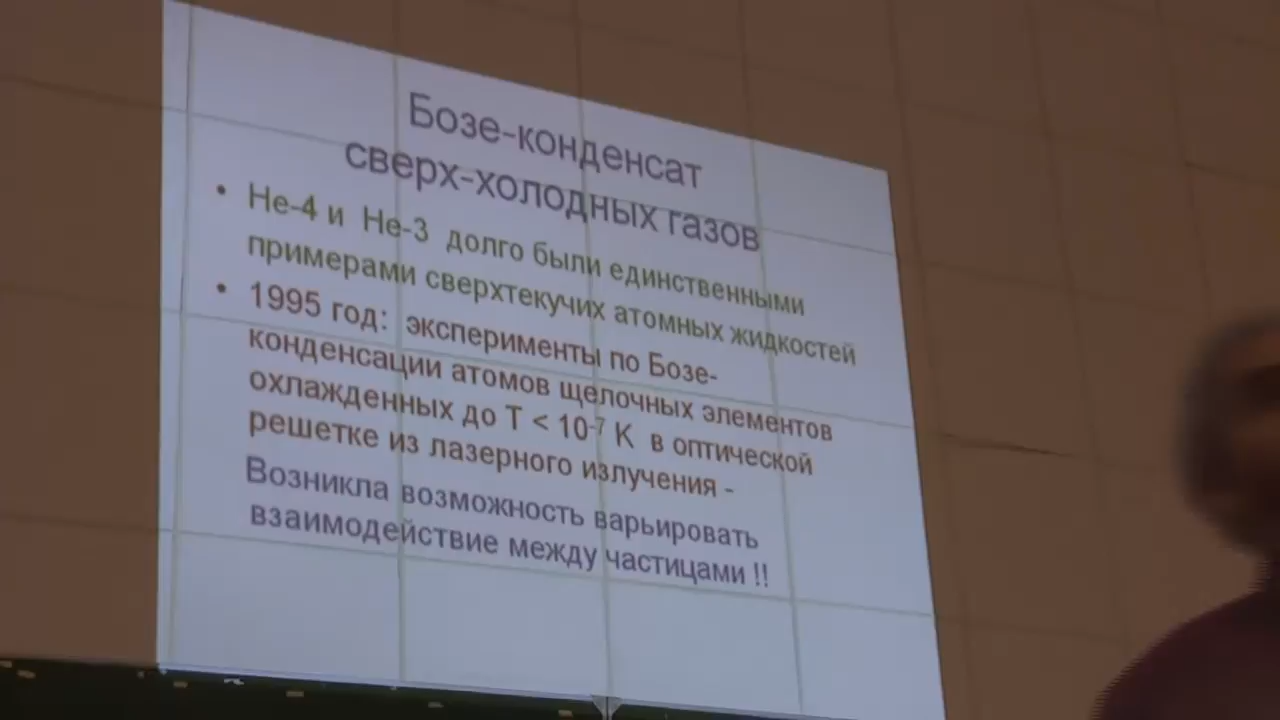 Бозе-конденсат
сверх-холодных газов
• Не-4 и Не-3 долго были единственными
примерами сверхтекучих атомных жидкостей
• 1995 год: эксперименты по Бозе-
конденсации атомов щелочных элементов
охлажденных до Т < 10⁻⁷ К в оптической
решетке из лазерного излучения -
Возникла возможность варьировать
взаимодействие между частицами !!